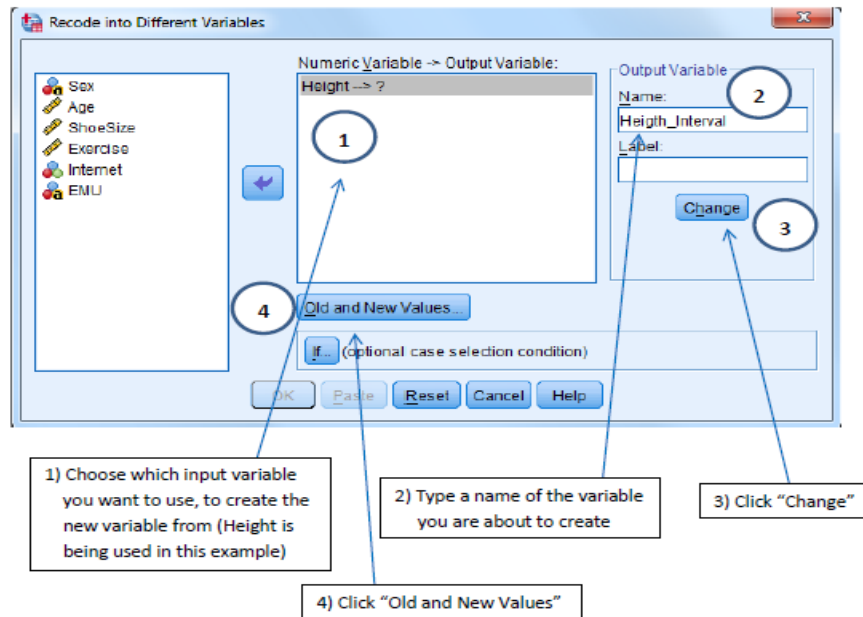 Recode into Different Variables
Sex
Age
ShoeSize
Exercise
Internet
EMU
Numeric Variable -> Output Variable:
Height --> ?
1
Output Variable
Name:
2
Heigth_Interval
Label:
Change
3
4
Old and New Values...
If... (optional case selection condition)
OK Paste Reset Cancel Help
1) Choose which input variable
you want to use, to create the
new variable from (Height is
being used in this example)
2) Type a name of the variable
you are about to create
3) Click “Change”
4) Click “Old and New Values”